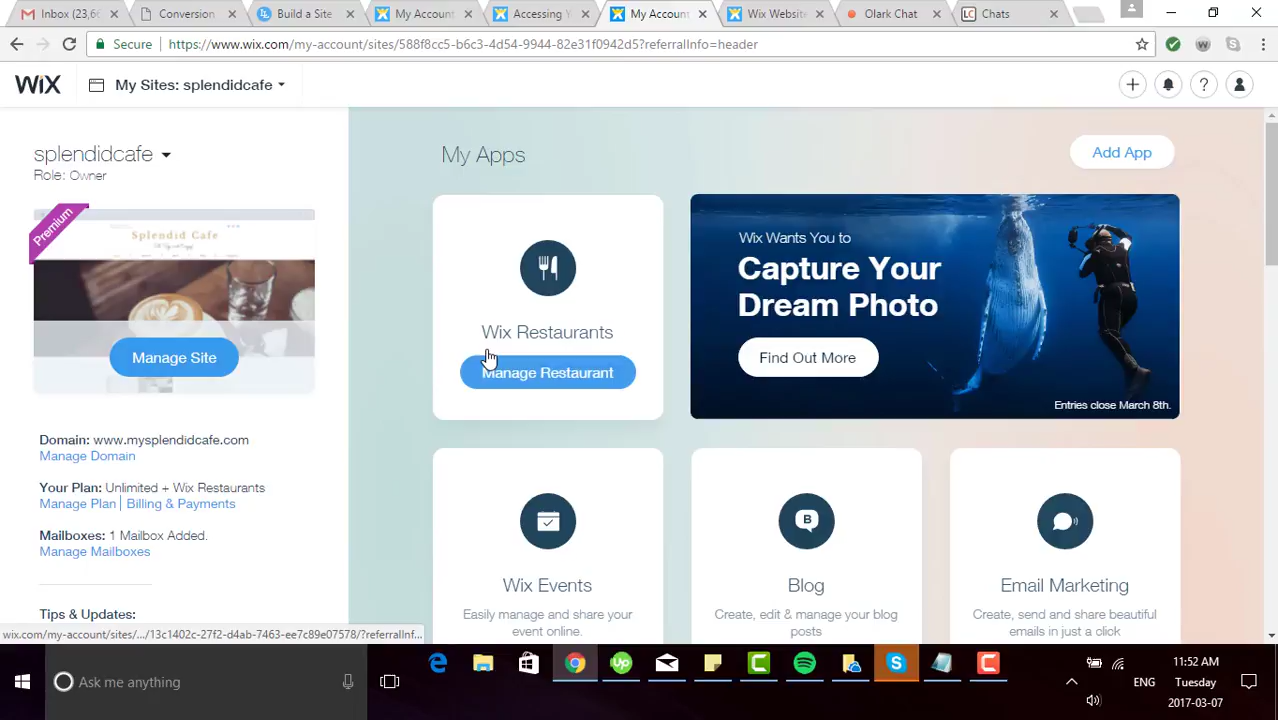 Inbox (23,6
Conversion
Build a Site
My Account
Accessing Y
My Account
Wix Website
Olark Chat
LC Chats
Secure https://www.wix.com/my-account/sites/588f8cc5-b6c3-4d54-9944-82e31f0942d5?referralInfo=header
WiX My Sites: splendidcafe
splendidcafe
Role: Owner
Premium
Splendid Cafe
Manage Site
Domain: www.mysplendidcafe.com
Manage Domain
Your Plan: Unlimited + Wix Restaurants
Manage Plan | Billing & Payments
Mailboxes: 1 Mailbox Added.
Manage Mailboxes
Tips & Updates:
wix.com/my-account/sites/.../13c1402c-27f2-d4ab-7463-ee7c89e07578/?referralInf...
My Apps
Add App
Wix Restaurants
Manage Restaurant
Wix Wants You to
Capture Your
Dream Photo
Find Out More
Entries close March 8th.
Wix Events
Easily manage and share your
event online.
B
Blog
Create, edit & manage your blog
posts
Email Marketing
Create, send and share beautiful
emails in just a click
Ask me anything
ENG
11:52 AM
Tuesday
2017-03-07